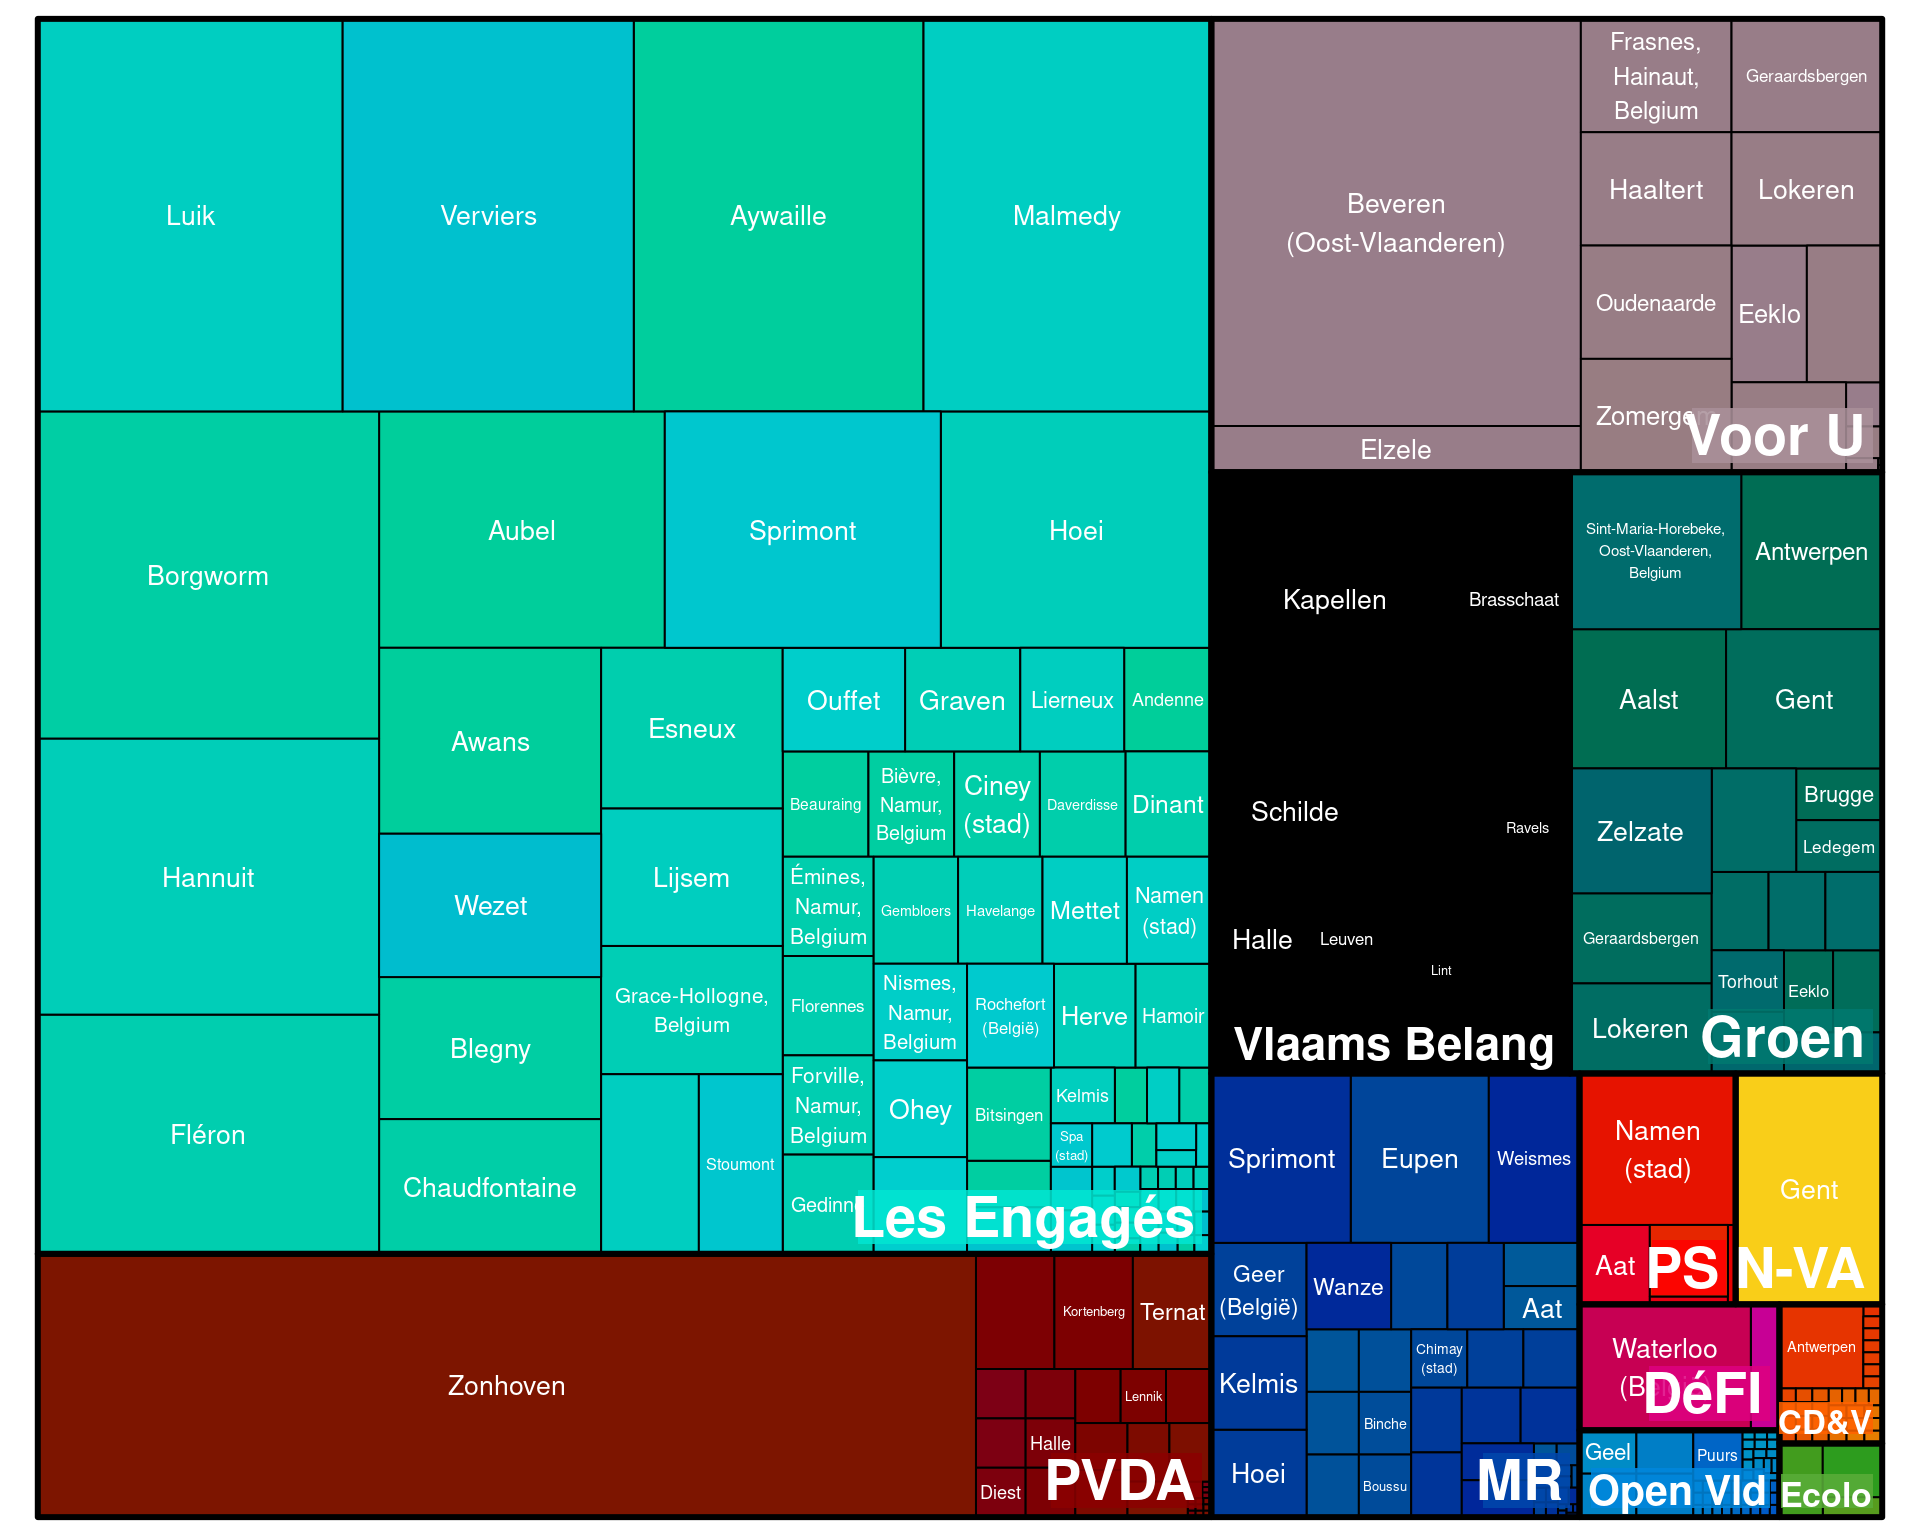 Luik
Verviers
Aywaille
Malmedy
Borgworm
Aubel
Sprimont
Hoei
Hannuit
Awans
Esneux
Ouffet
Graven
Lierneux
Andenne
Beauraing
Bièvre,
Namur,
Belgium
Ciney
(stad)
Daverdisse
Dinant
Wezet
Lijsem
Émines,
Namur,
Belgium
Gembloers
Havelange
Mettet
Namen
(stad)
Fléron
Blegny
Grace-Hollogne,
Belgium
Florennes
Nismes,
Namur,
Belgium
Rochefort
(België)
Herve
Hamoir
Chaudfontaine
Stoumont
Forville,
Namur,
Belgium
Ohey
Bitsingen
Kelmis
Spa
(stad)
Gedinne
Les Engagés
Zonhoven
Kortenberg
Ternat
Lennik
Halle
Diest
PVDA
Beveren
(Oost-Vlaanderen)
Elzele
Frasnes,
Hainaut,
Belgium
Geraardsbergen
Haaltert
Lokeren
Oudenaarde
Eeklo
Zomergem
Voor U
Kapellen
Brasschaat
Schilde
Ravels
Halle
Leuven
Lint
Vlaams Belang
Sint-Maria-Horebeke,
Oost-Vlaanderen,
Belgium
Antwerpen
Aalst
Gent
Zelzate
Brugge
Ledegem
Geraardsbergen
Torhout
Eeklo
Lokeren
Groen
Sprimont
Eupen
Weismes
Geer
(België)
Wanze
Aat
Kelmis
Chimay
(stad)
Binche
Hoei
Boussu
MR
Namen
(stad)
Aat
PS
Gent
N-VA
Waterloo
(België)
DéFI
Antwerpen
CD&V
Geel
Puurs
Open Vld
Ecolo